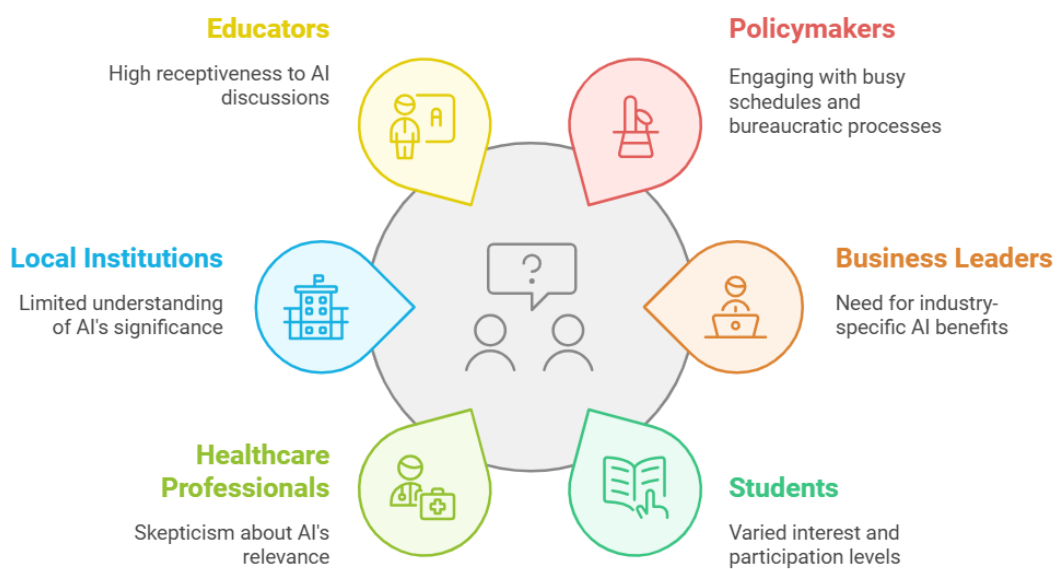 Educators
High receptiveness to AI
discussions
Policymakers
Engaging with busy
schedules and
bureaucratic processes
A
?
Local Institutions
Limited understanding
of AI's significance
Business Leaders
Need for industry-
specific AI benefits
Healthcare
Professionals
Skepticism about AI's
relevance
Students
Varied interest and
participation levels